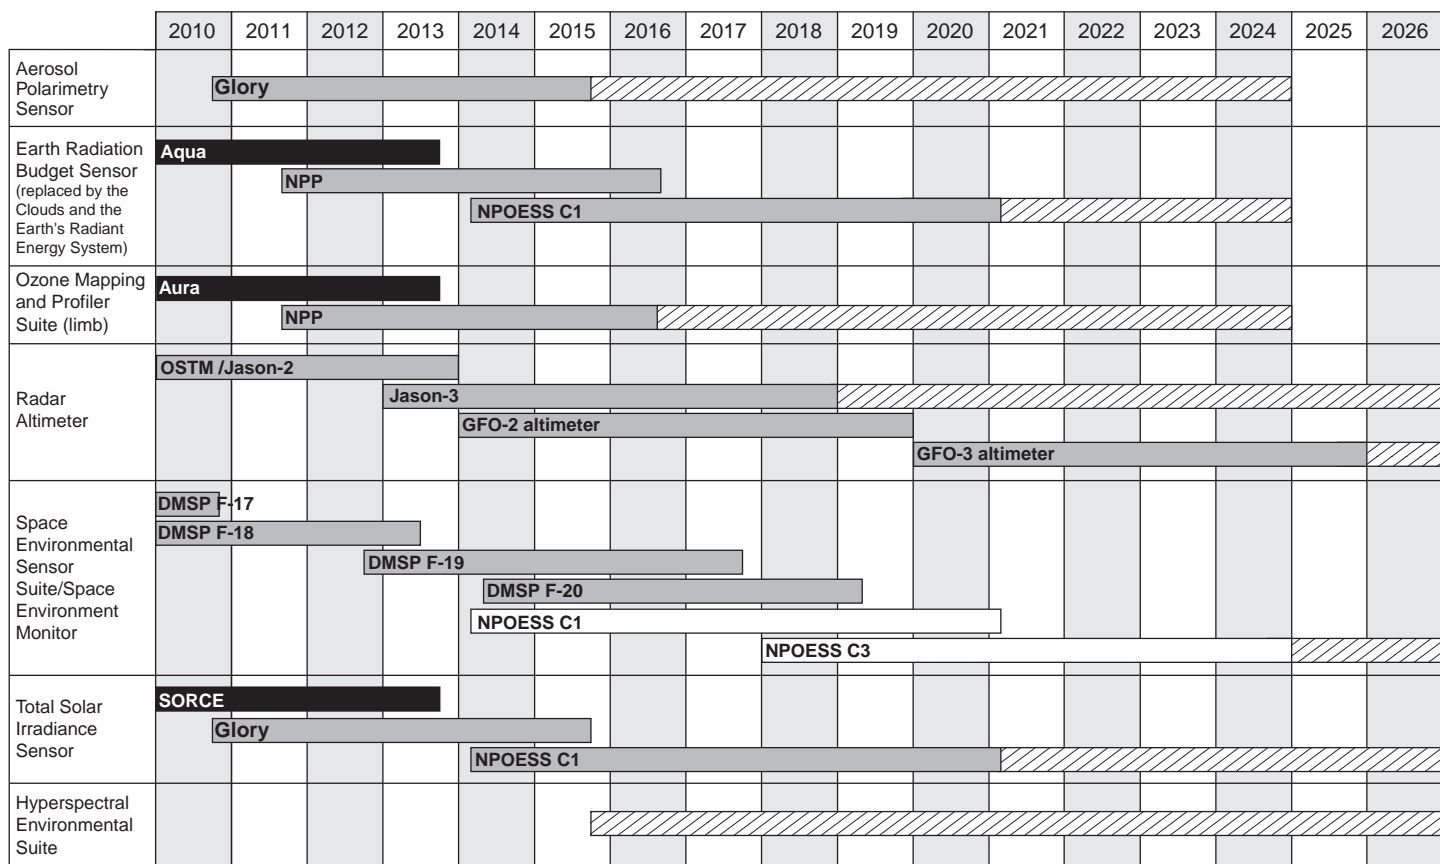 2010 2011 2012 2013 2014 2015 2016 2017 2018 2019 2020 2021 2022 2023 2024 2025 2026
Aerosol
Polarimetry
Sensor
Glory
Earth Radiation
Budget Sensor
(replaced by the
Clouds and the
Earth's Radiant
Energy System)
Aqua
NPP
NPOESS C1
Ozone Mapping
and Profiler
Suite (limb)
Aura
NPP
Radar
Altimeter
OSTM /Jason-2
Jason-3
GFO-2 altimeter
GFO-3 altimeter
Space
Environmental
Sensor
Suite/Space
Environment
Monitor
DMSP F-17
DMSP F-18
DMSP F-19
DMSP F-20
NPOESS C1
NPOESS C3
Total Solar
Irradiance
Sensor
SORCE
Glory
NPOESS C1
Hyperspectral
Environmental
Suite